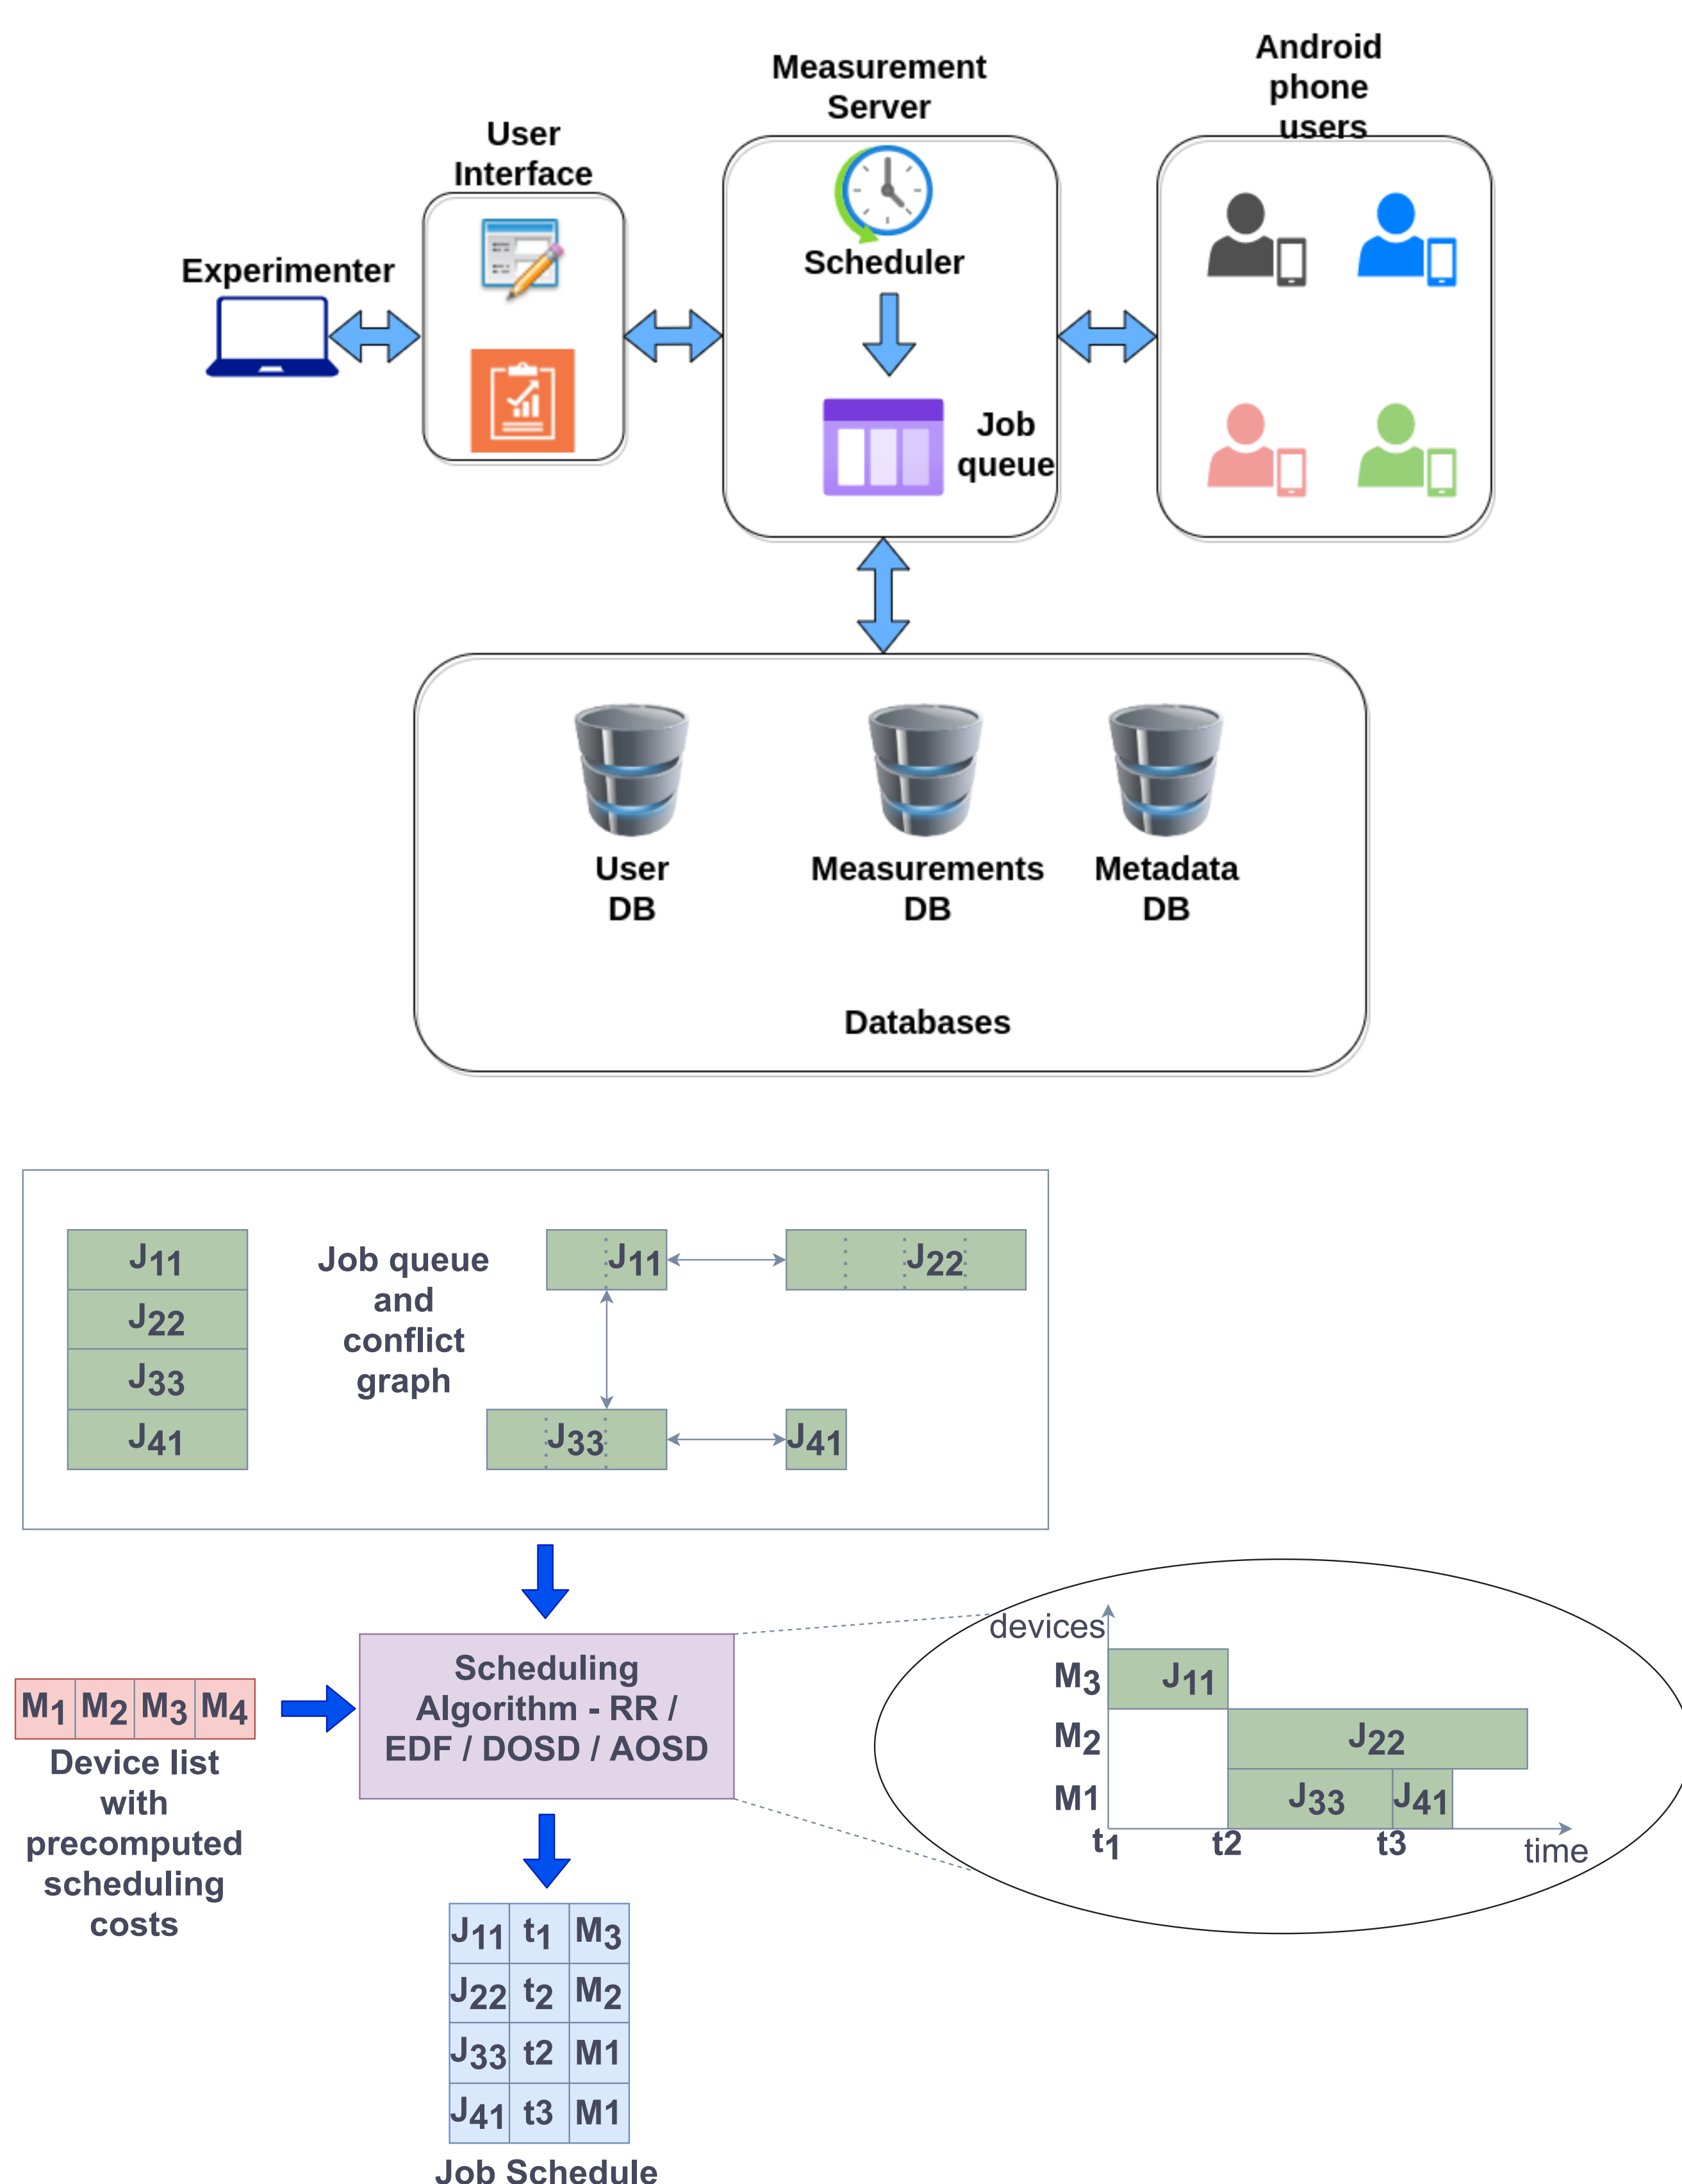 Android
phone
users
Measurement
Server
User
Interface
Experimenter
Scheduler
Job
queue
User
DB
Measurements
DB
Metadata
DB
Databases
J11
J22
J33
J41
Job queue
and
conflict
graph
J11
J22
J33
J41
M1 M2 M3 M4
Device list
with
precomputed
scheduling
costs
Scheduling
Algorithm - RR /
EDF / DOSD / AOSD
devices
M3 J11
M2 J22
M1 J33 J41
t1 t2 t3 time
J11 t1 M3
J22 t2 M2
J33 t2 M1
J41 t3 M1
Job Schedule